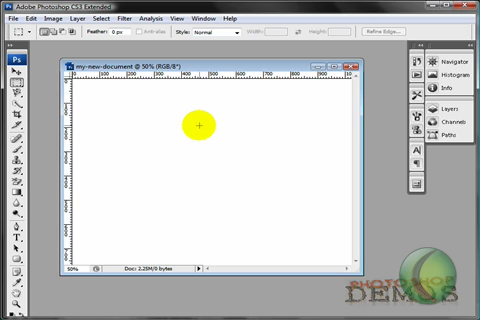 Adobe Photoshop CS3 Extended
File Edit Image Layer Select Filter Analysis View Window Help
Feather: 0 px Anti-alias Style: Normal Width: Height: Refine Edge...
Ps
my-new-document @ 50% (RGB/8*)
Navigator
Histogram
Info
Layers
Channels
Paths
50% Doc: 2.25M/0 bytes
PHOTOSHOP
DEMOS